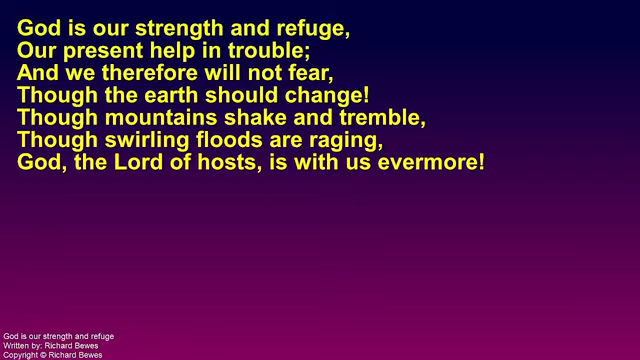 God is our strength and refuge,
Our present help in trouble;
And we therefore will not fear,
Though the earth should change!
Though mountains shake and tremble,
Though swirling floods are raging,
God, the Lord of hosts, is with us evermore!
God is our strength and refuge
Written by; Richard Bewes
Copyright © Richard Bewes